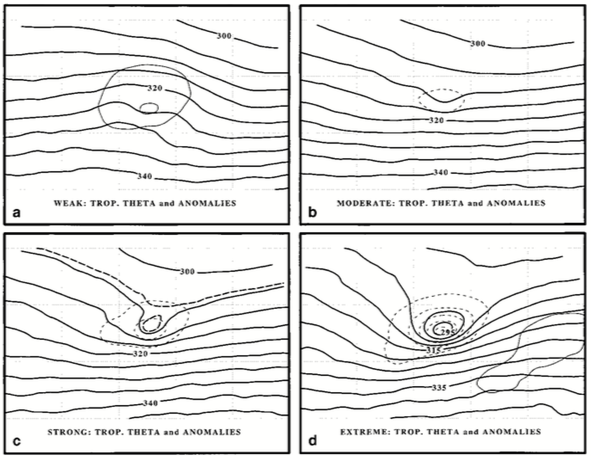 300
320
340
a
WEAK: TROP. THETA and ANOMALIES
300
320
340
b
MODERATE: TROP. THETA and ANOMALIES
300
320
340
c
STRONG: TROP. THETA and ANOMALIES
295
315
335
d
EXTREME: TROP. THETA and ANOMALIES